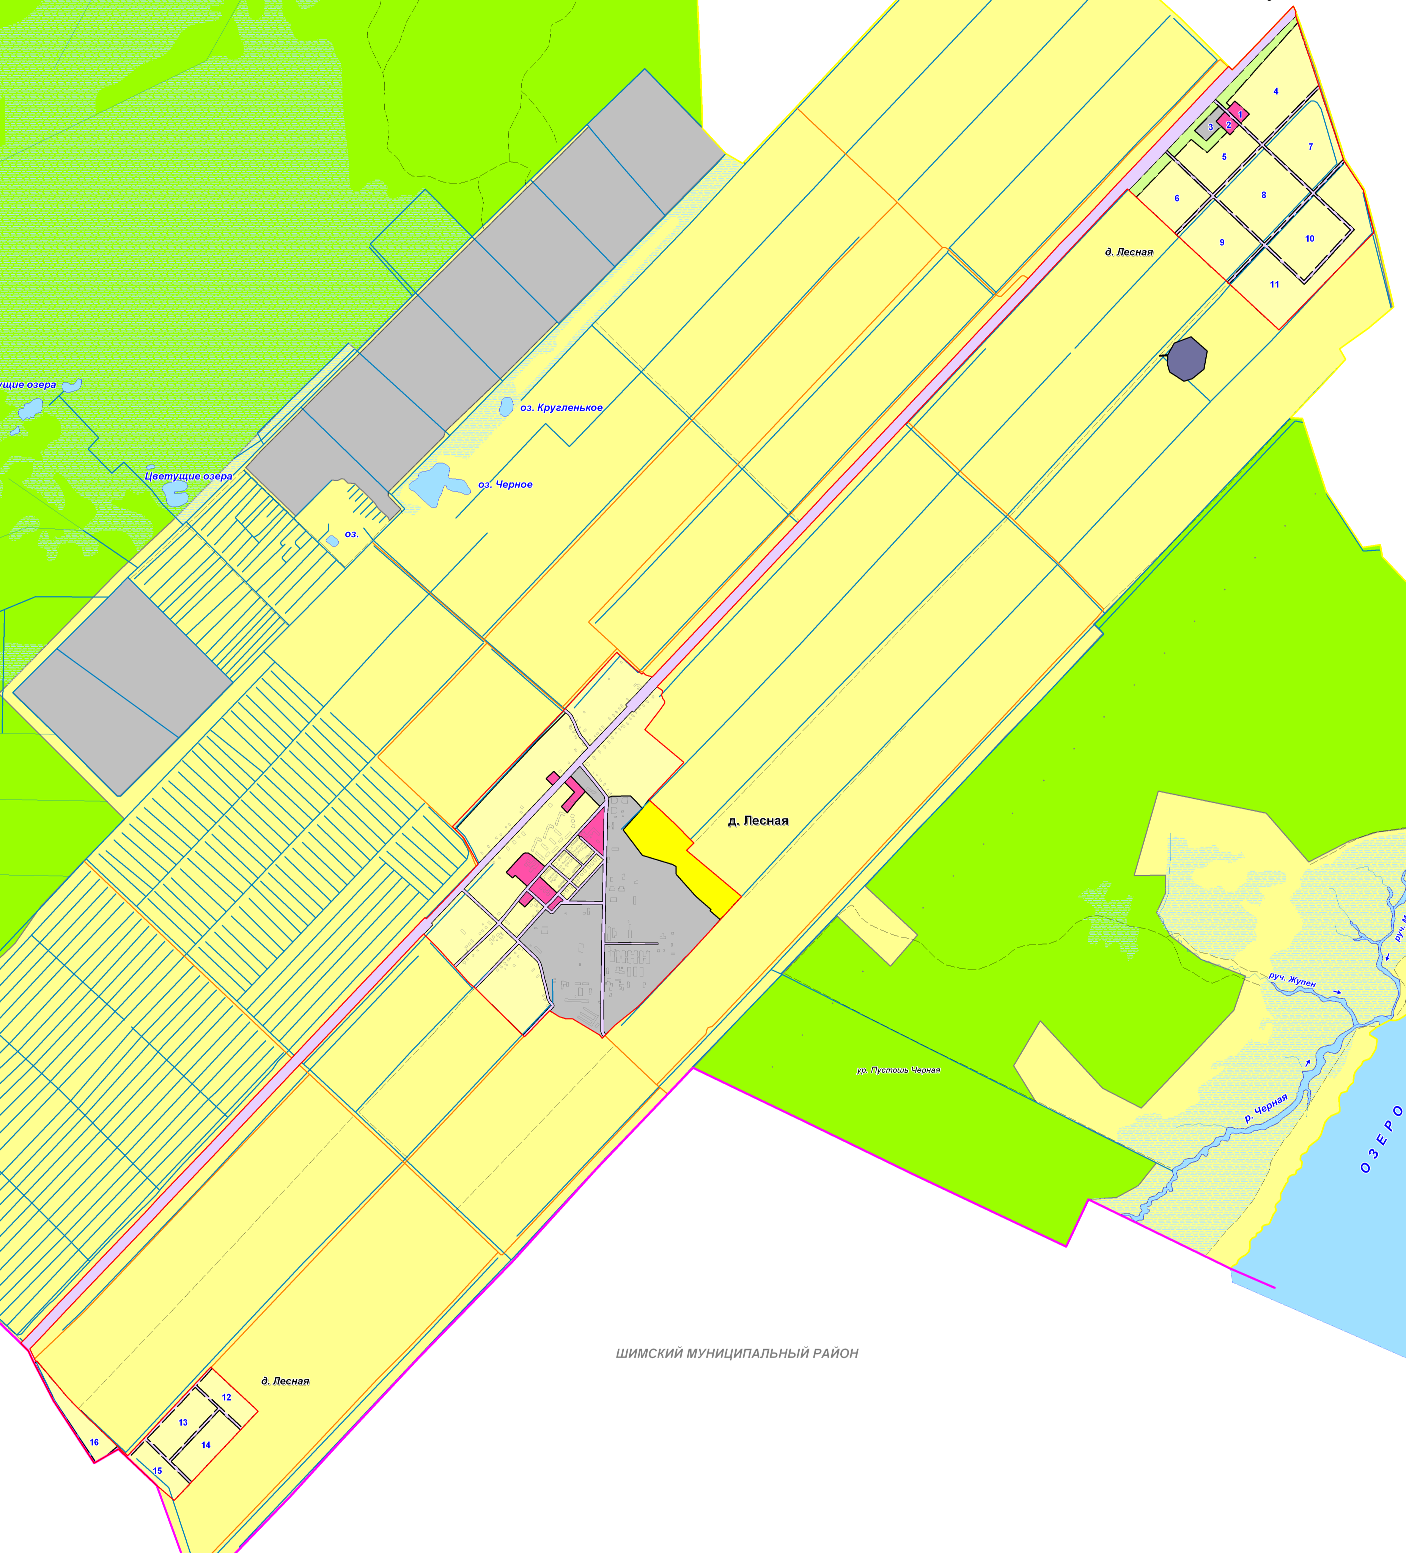 4
1
2
3
7
5
8
6
10
9
д. Лесная
11
озера
оз. Кругленькое
Цветущие озера
оз. Черное
оз.
д. Лесная
руч. Жупен
ур. Пустошь Черная
р. Черная
ОЗЕРО
ШИМСКИЙ МУНИЦИПАЛЬНЫЙ РАЙОН
д. Лесная
12
13
14
16
15